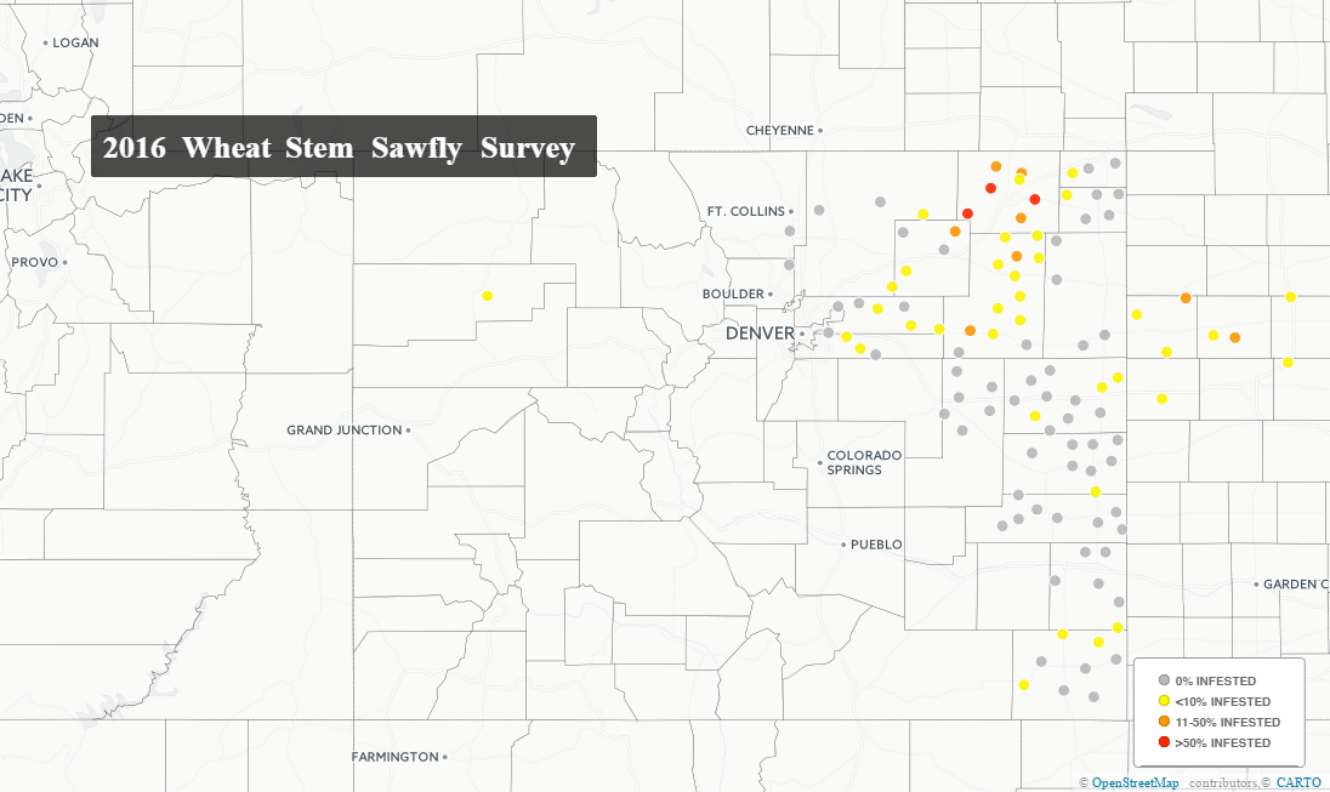 LOGAN
DEN
2016 Wheat Stem Sawfly Survey
CHEYENNE
AKE
CITY
FT. COLLINS
PROVO
BOULDER
DENVER
GRAND JUNCTION
COLORADO
SPRINGS
PUEBLO
GARDEN C
FARMINGTON
0% INFESTED
<10% INFESTED
11-50% INFESTED
>50% INFESTED
© OpenStreetMap contributors,© CARTO